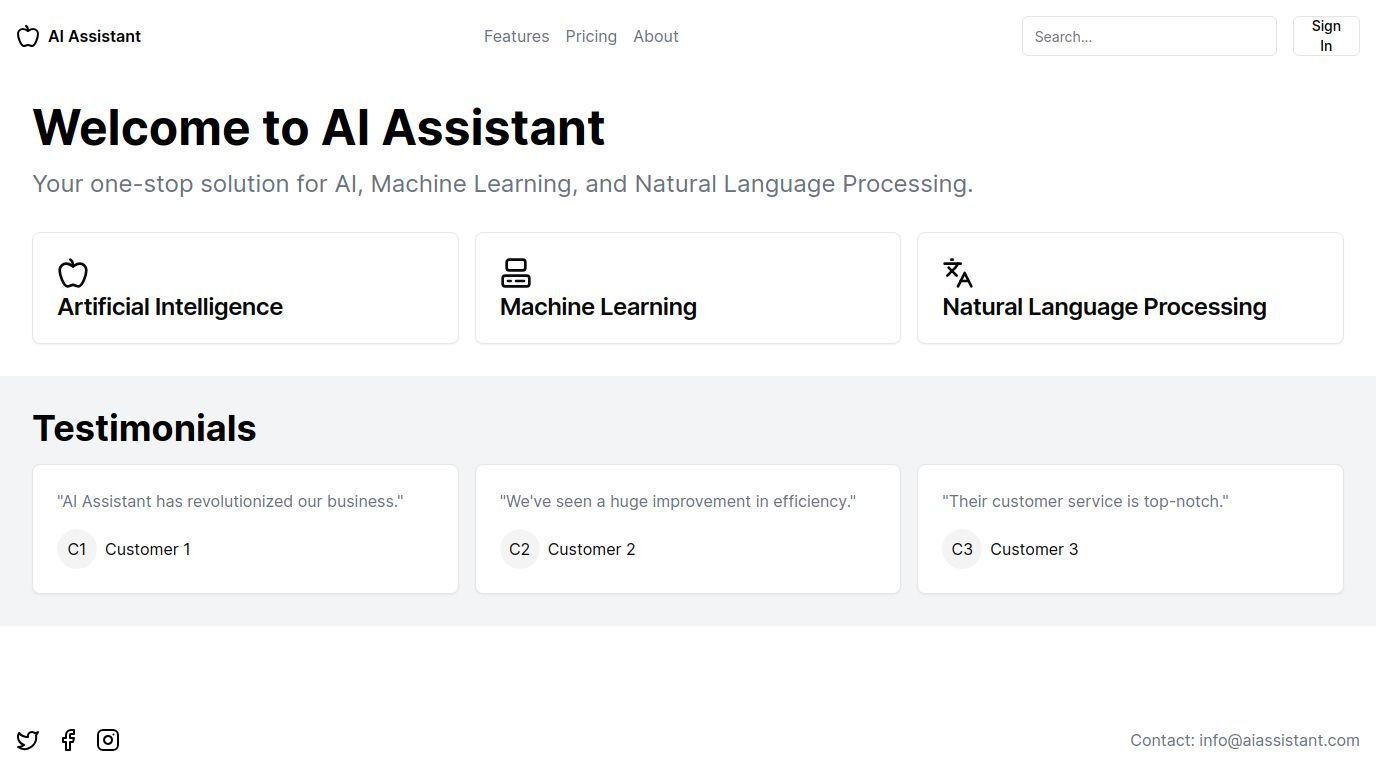 AI Assistant
Features
Pricing
About
Search...
Sign
In
Welcome to AI Assistant
Your one-stop solution for AI, Machine Learning, and Natural Language Processing.
Artificial Intelligence
Machine Learning
Natural Language Processing
Testimonials
"AI Assistant has revolutionized our business."
C1 Customer 1
"We've seen a huge improvement in efficiency."
C2 Customer 2
"Their customer service is top-notch."
C3 Customer 3
Contact: info@aiassistant.com